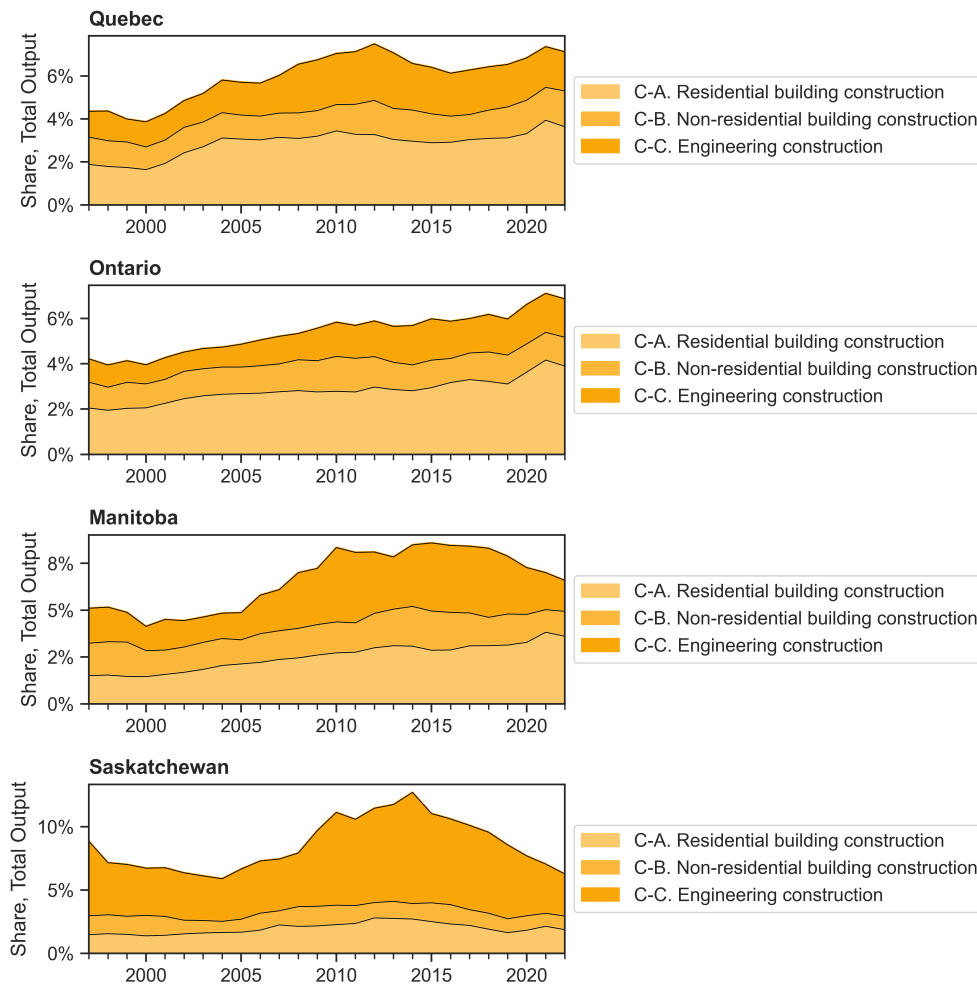 Quebec
Share, Total Output
6%
4%
2%
0%
2000 2005 2010 2015 2020
C-A. Residential building construction
C-B. Non-residential building construction
C-C. Engineering construction
Ontario
Share, Total Output
6%
4%
2%
0%
2000 2005 2010 2015 2020
C-A. Residential building construction
C-B. Non-residential building construction
C-C. Engineering construction
Manitoba
Share, Total Output
8%
5%
2%
0%
2000 2005 2010 2015 2020
C-A. Residential building construction
C-B. Non-residential building construction
C-C. Engineering construction
Saskatchewan
Share, Total Output
10%
5%
0%
2000 2005 2010 2015 2020
C-A. Residential building construction
C-B. Non-residential building construction
C-C. Engineering construction